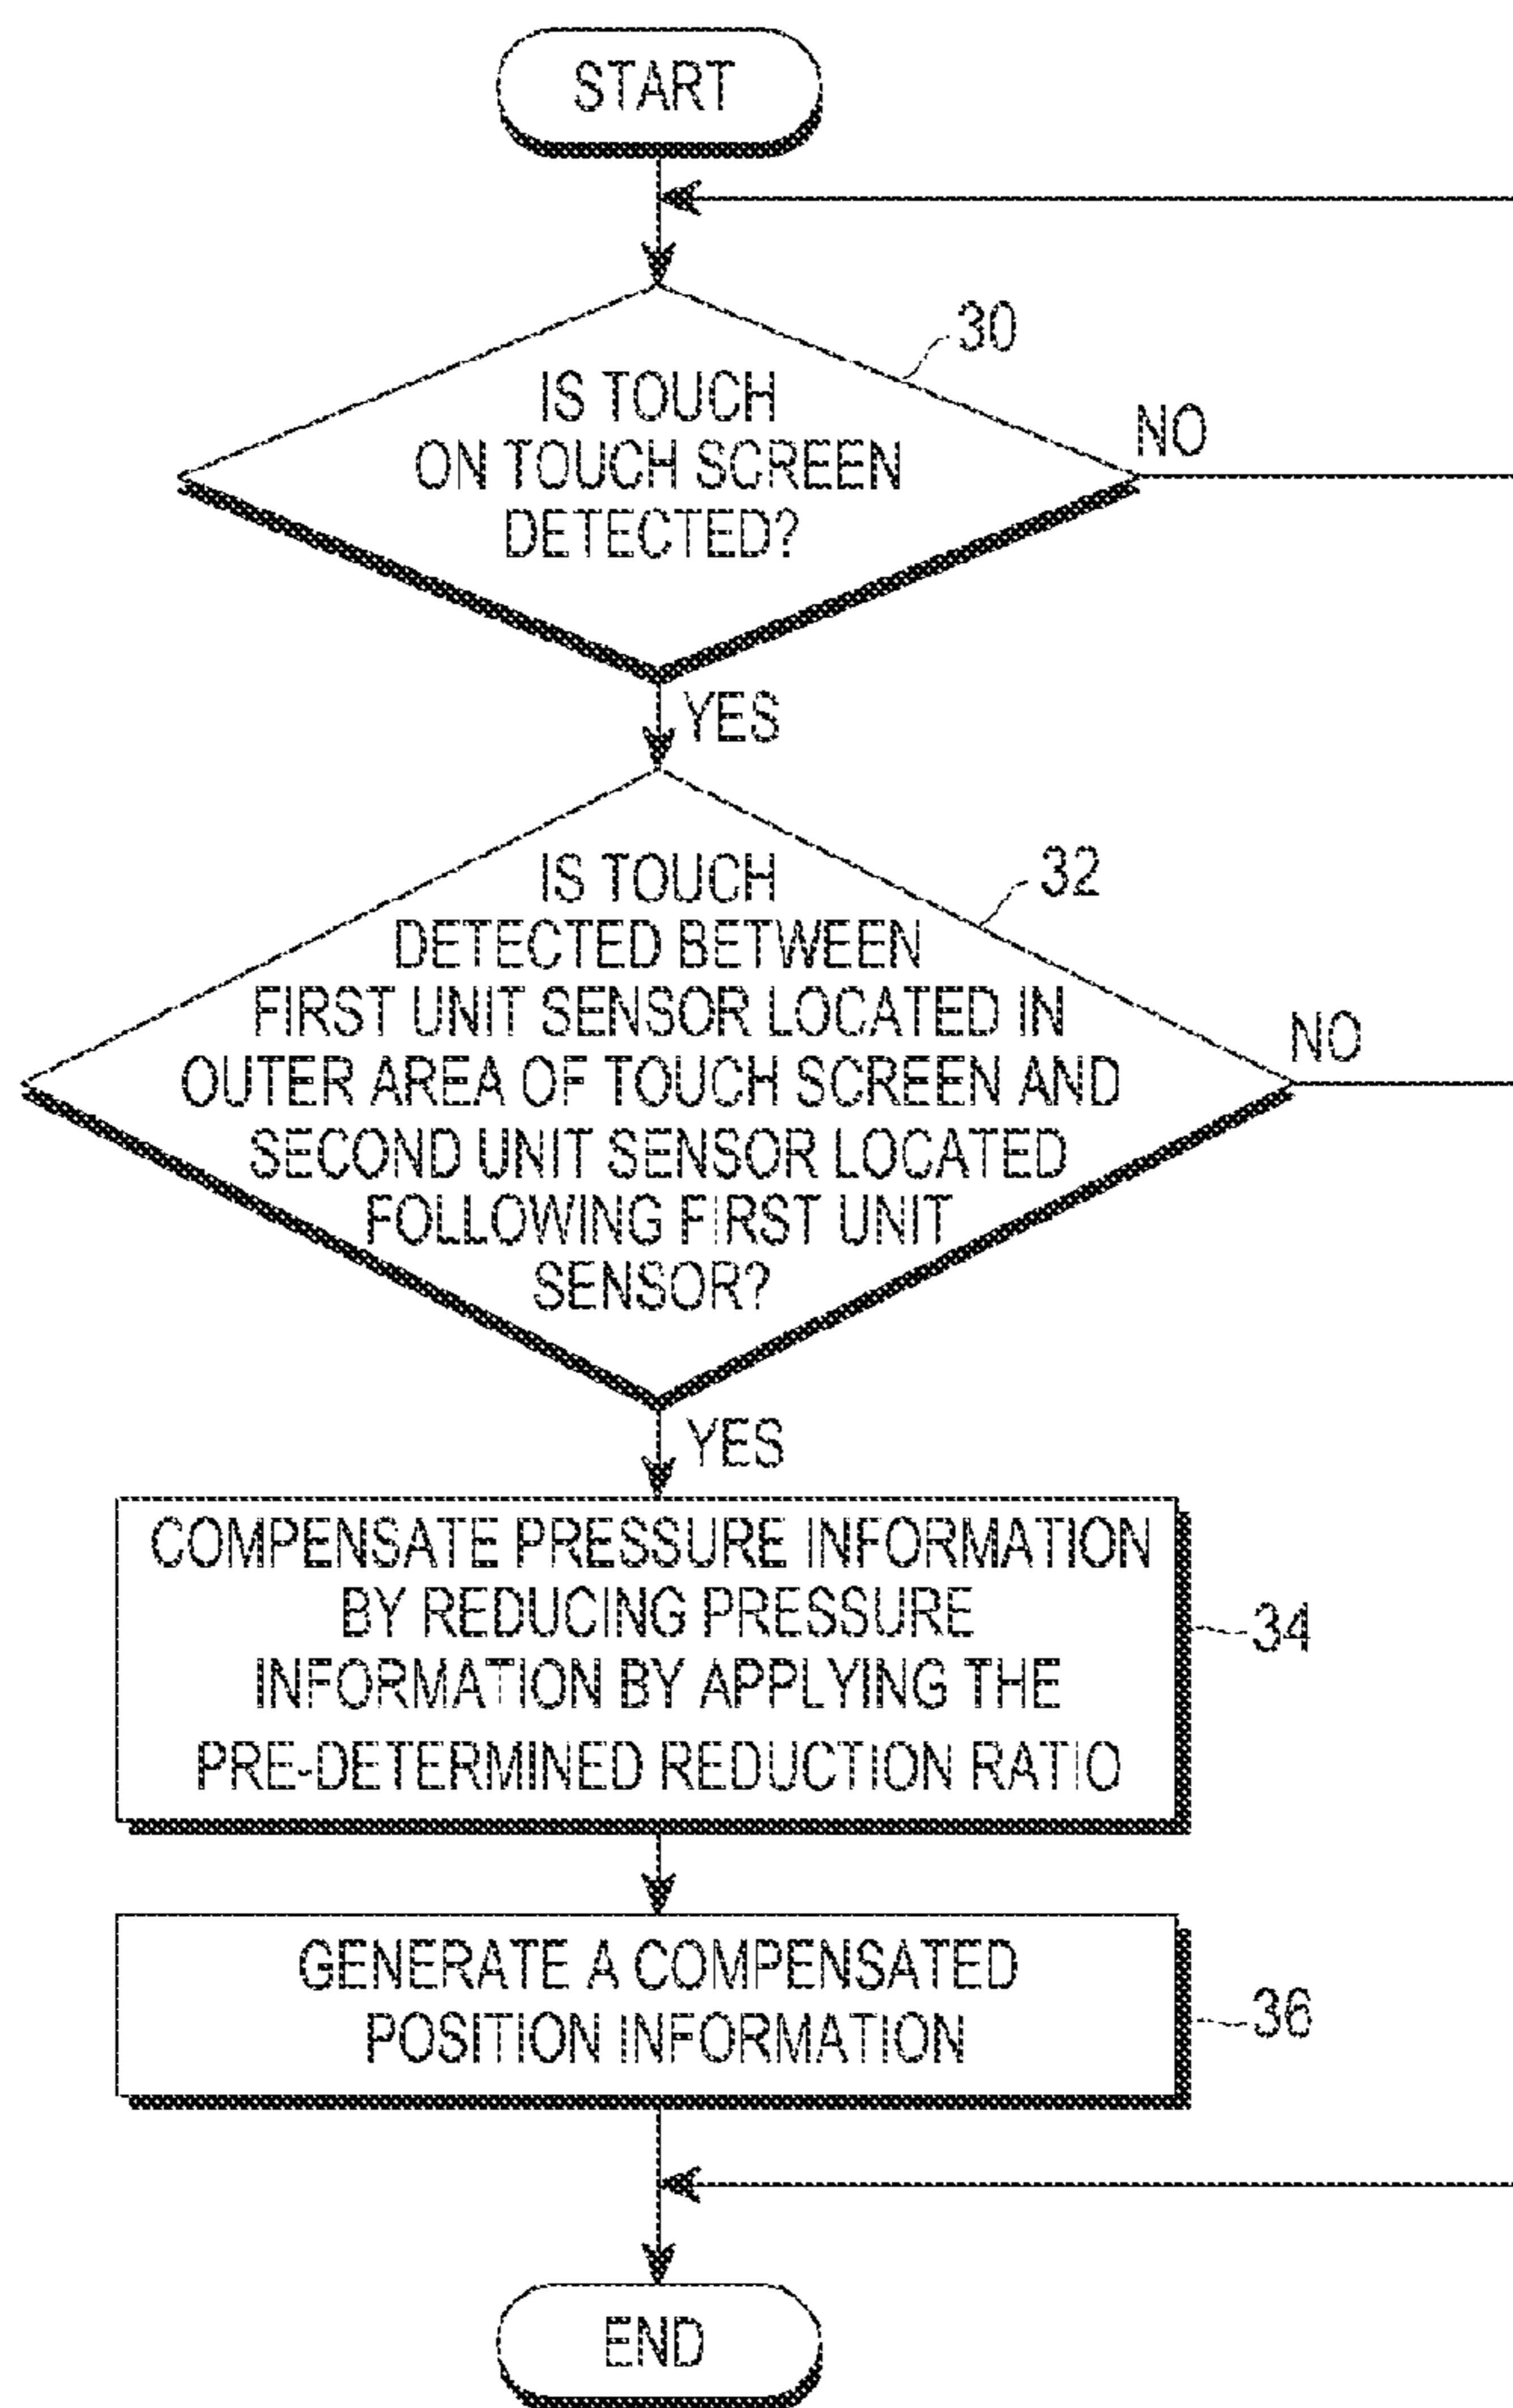 START
30
IS TOUCH
ON TOUCH SCREEN
DETECTED?
NO
YES
32
IS TOUCH
DETECTED BETWEEN
FIRST UNIT SENSOR LOCATED IN
OUTER AREA OF TOUCH SCREEN AND
SECOND UNIT SENSOR LOCATED
FOLLOWING FIRST UNIT
SENSOR?
NO
YES
COMPENSATE PRESSURE INFORMATION
BY REDUCING PRESSURE
INFORMATION BY APPLYING THE
PRE-DETERMINED REDUCTION RATIO
34
GENERATE A COMPENSATED
POSITION INFORMATION
36
END